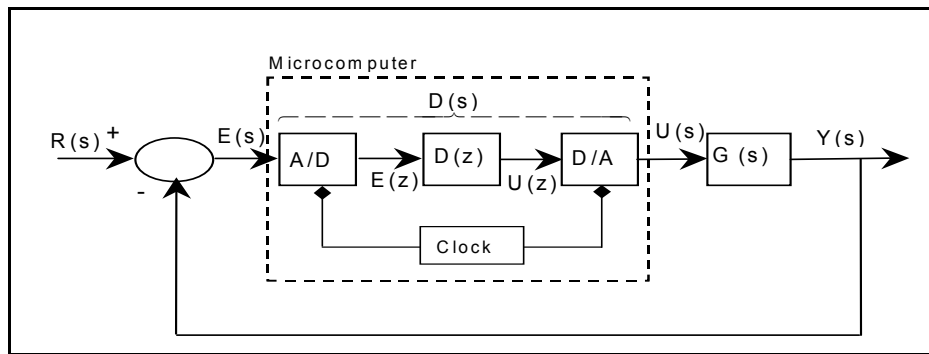 Microcomputer
D(s)
R(s) + E(s) A/D D(z) D/A U(s) G (s) Y(s)
- E(z) U(z)
Clock